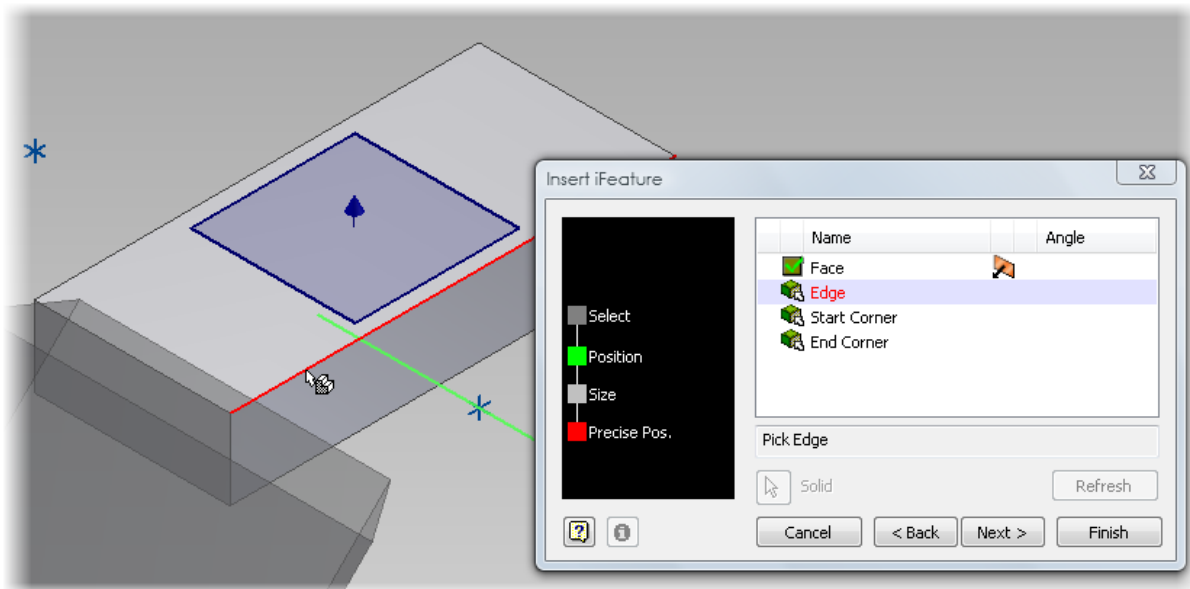 Insert iFeature
Select
Position
Size
Precise Pos.
Name Angle
Face
Edge
Start Corner
End Corner
Pick Edge
Solid Refresh
Cancel < Back Next > Finish